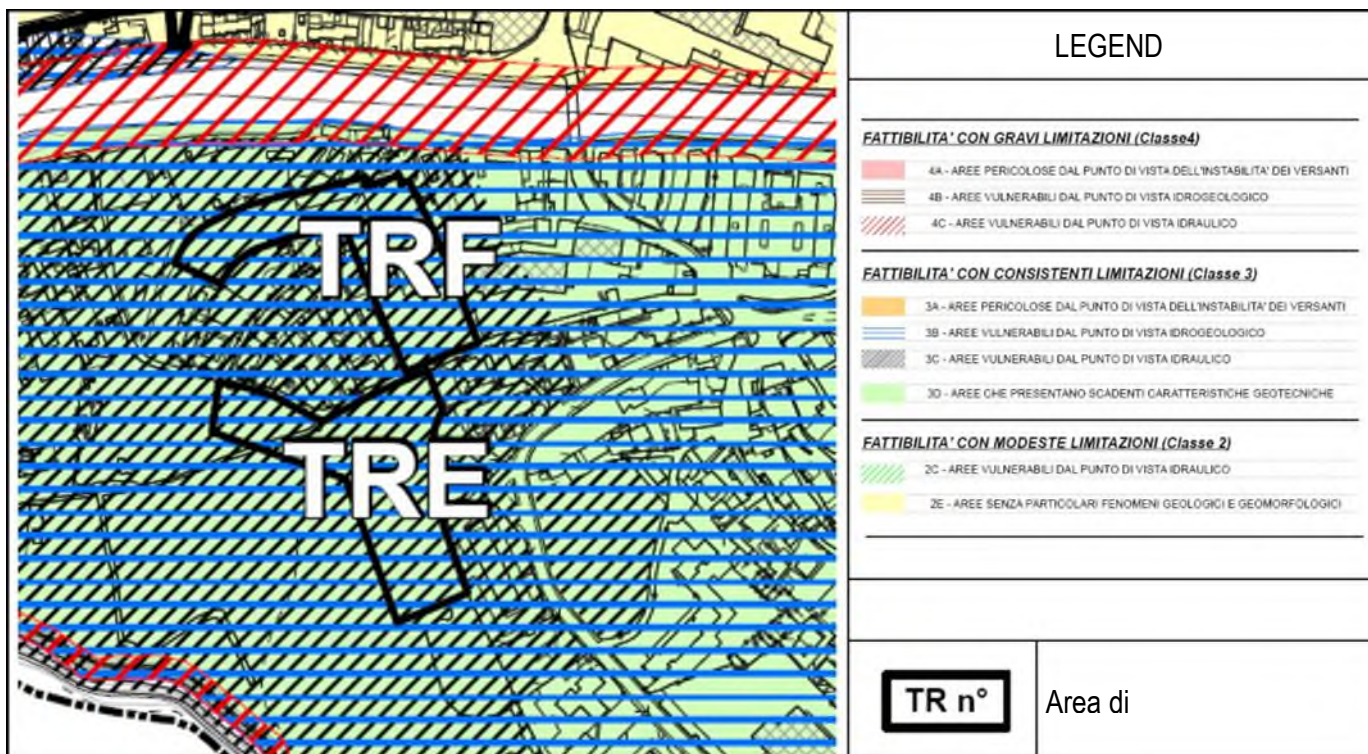 TRF
TRE
LEGEND
FATTIBILITA' CON GRAVI LIMITAZIONI (Classe4)
4A - AREE PERICOLOSE DAL PUNTO DI VISTA DELL'INSTABILITA' DEI VERSANTI
4B - AREE VULNERABILI DAL PUNTO DI VISTA IDROGEOLOGICO
4C - AREE VULNERABILI DAL PUNTO DI VISTA IDRAULICO
FATTIBILITA' CON CONSISTENTI LIMITAZIONI (Classe 3)
3A - AREE PERICOLOSE DAL PUNTO DI VISTA DELL'INSTABILITA' DEI VERSANTI
3B - AREE VULNERABILI DAL PUNTO DI VISTA IDROGEOLOGICO
3C - AREE VULNERABILI DAL PUNTO DI VISTA IDRAULICO
3D - AREE CHE PRESENTANO SCADENTI CARATTERISTICHE GEOTECNICHE
FATTIBILITA' CON MODESTE LIMITAZIONI (Classe 2)
2C - AREE VULNERABILI DAL PUNTO DI VISTA IDRAULICO
2E - AREE SENZA PARTICOLARI FENOMENI GEOLOGICI E GEOMORFOLOGICI
TR n°
Area di